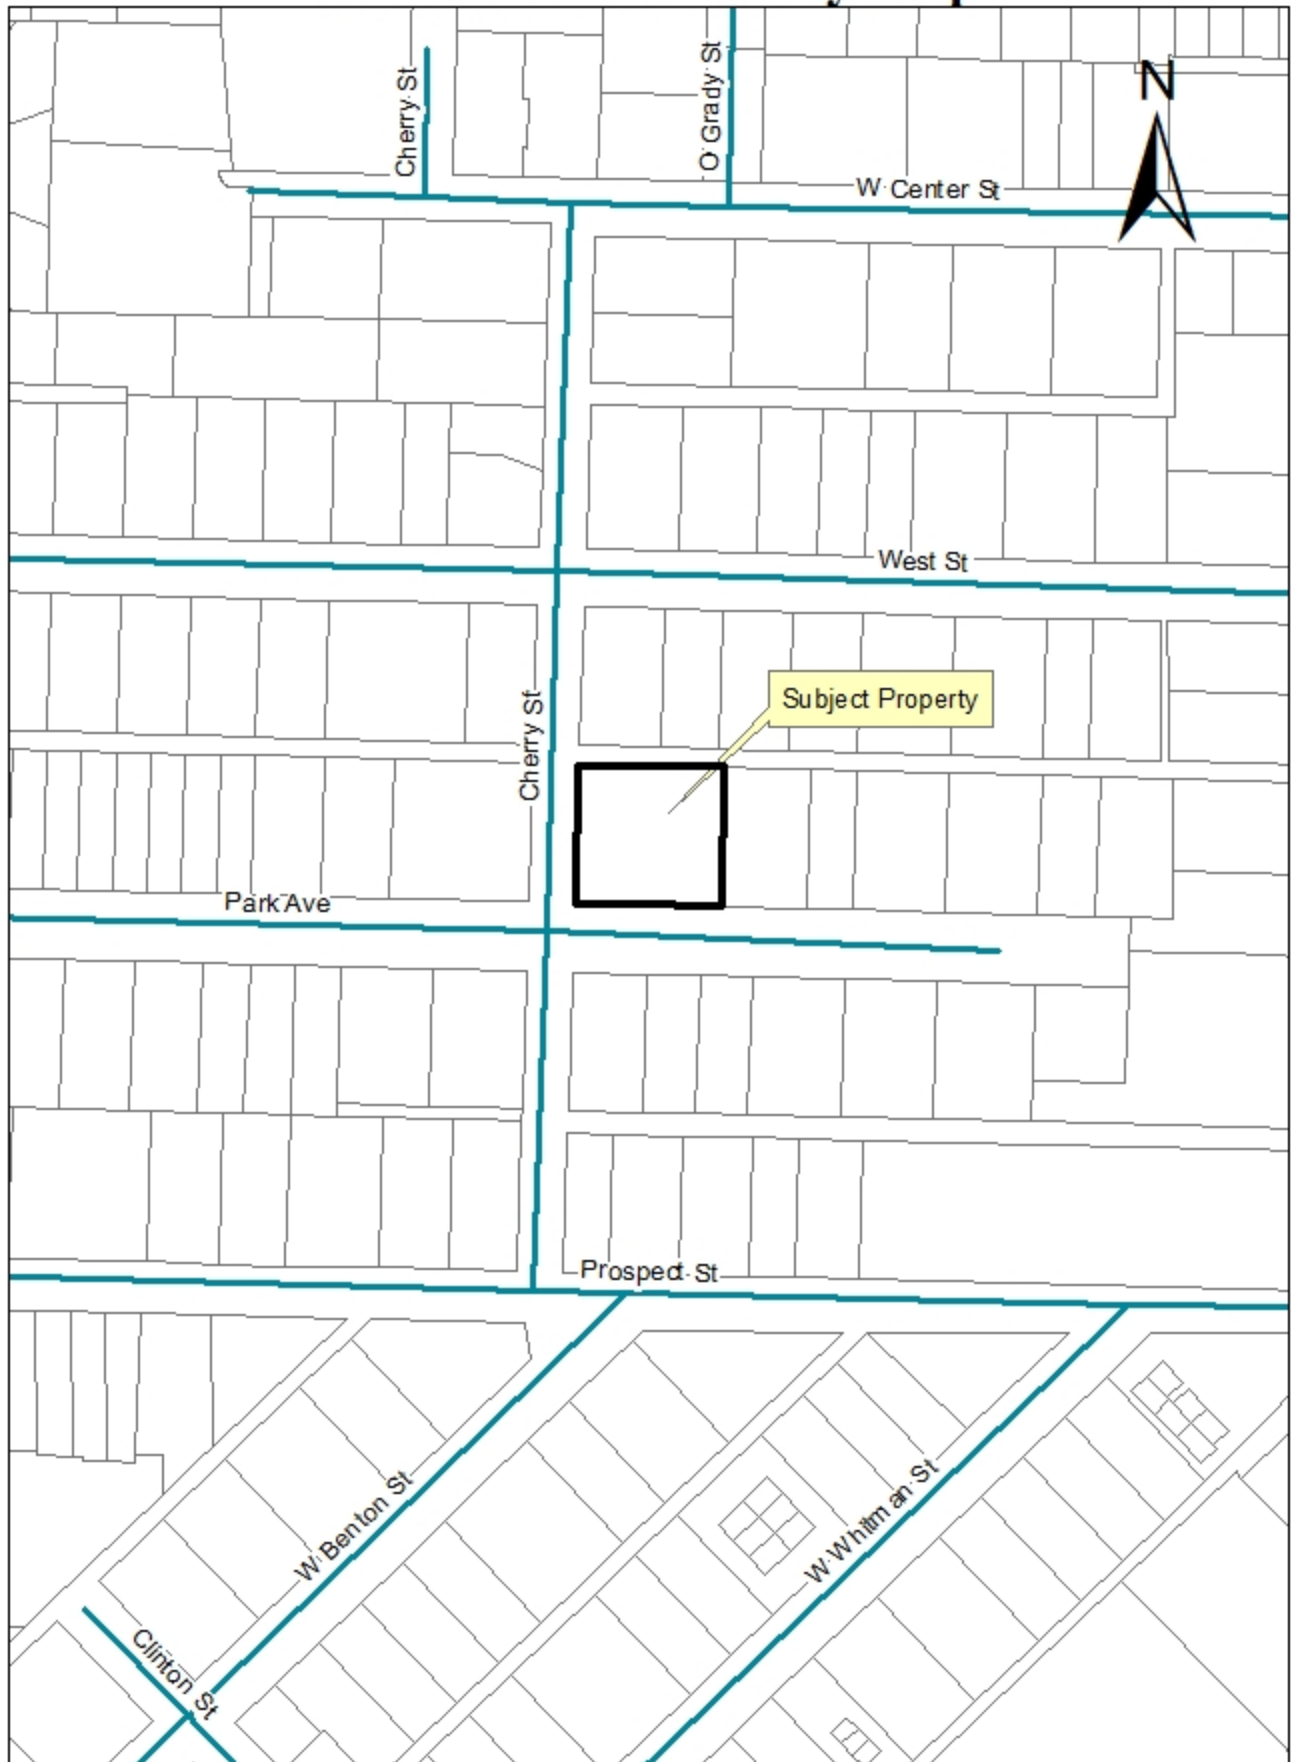 Cherry St
O Grady St
N
W Center St
West St
Subject Property
Cherry St
Park Ave
Prospect St
W Benton St
W Whitman St
Clinton St